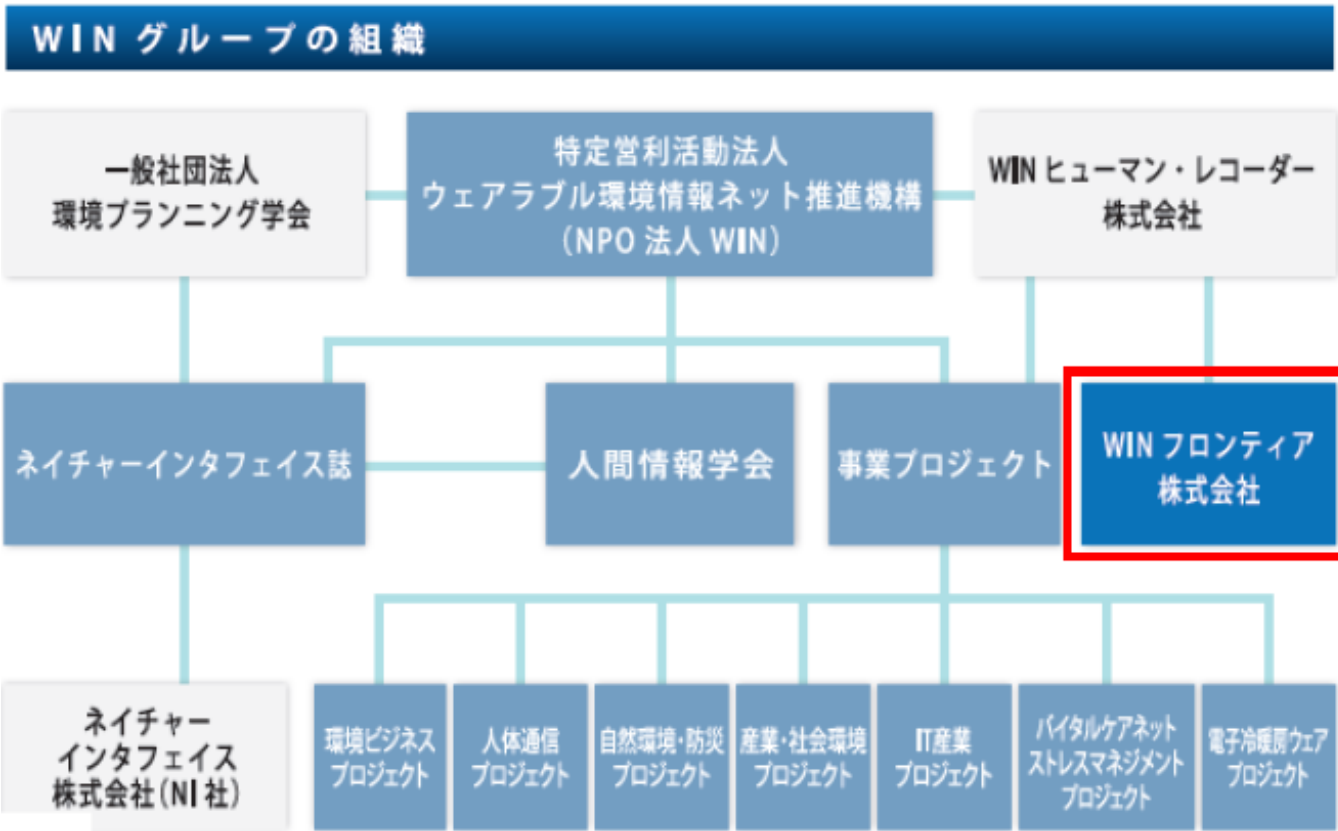 WIN グループの組織
一般社団法人
環境プランニング学会
特定営利活動法人
ウェアラブル環境情報ネット推進機構
（NPO 法人 WIN）
WIN ヒューマン・レコーダー
株式会社
ネイチャーインタフェイス誌
人間情報学会
事業プロジェクト
WIN フロンティア
株式会社
ネイチャー
インタフェイス
株式会社（NI 社）
環境ビジネス
プロジェクト
人体通信
プロジェクト
自然環境・防災
プロジェクト
産業・社会環境
プロジェクト
IT産業
プロジェクト
バイタルケアネット
ストレスマネジメント
プロジェクト
電子冷暖房ウェア
プロジェクト